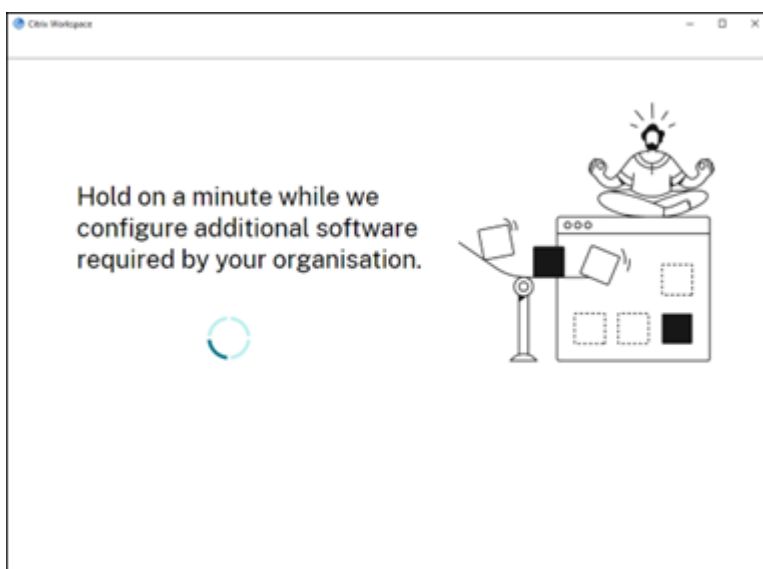 Citrix Workspace
Hold on a minute while we
configure additional software
required by your organisation.